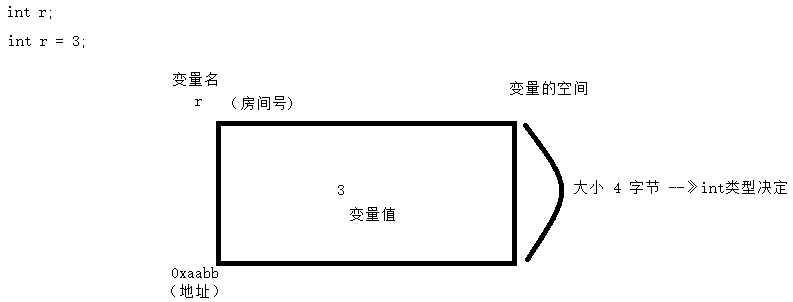 int r;
int r = 3;
变量名
r （房间号）
变量的空间
3
变量值
大小 4 字节 --》int类型决定
0xaabb
（地址）